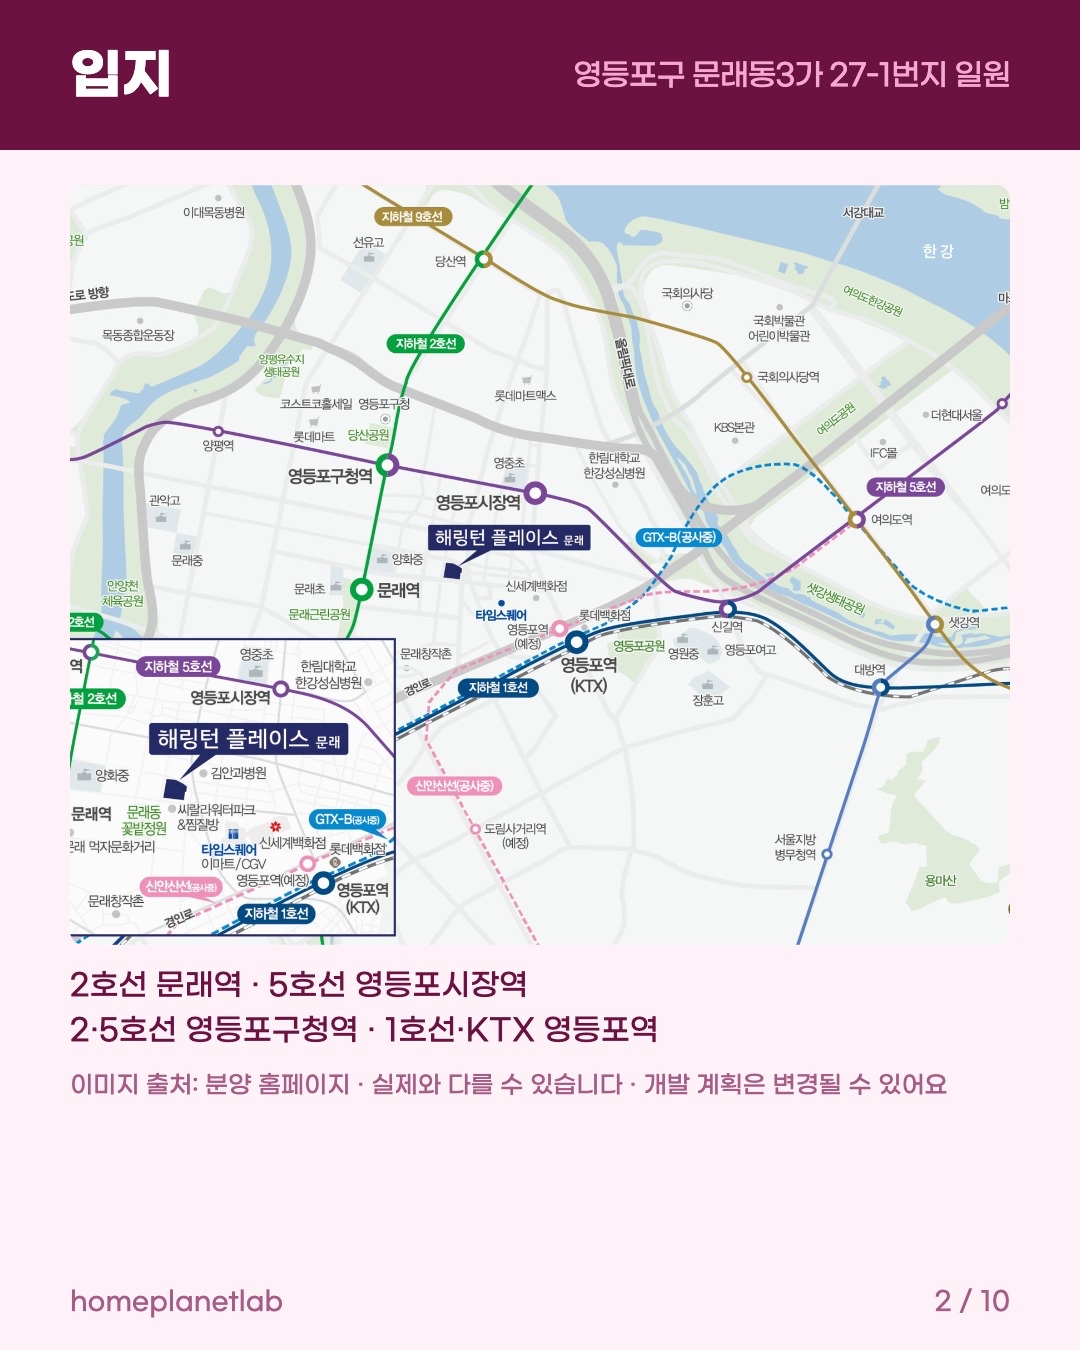 입지
영등포구 문래동3가 27-1번지 일원
이대목동병원
지하철 9호선
서강대교
밤
공원
선유고
당산역
한강
도로 방향
국회의사당
여의도한강공원
목동종합운동장
국회박물관
어린이박물관
지하철 2호선
올림픽대로
양평유수지
생태공원
국회의사당역
코스트코홀세일
영등포구청
롯데마트맥스
여의도공원
더현대서울
양평역
롯데마트
당산공원
KBS본관
IFC몰
영등포구청역
영중초
한림대학교
한강성심병원
지하철 5호선
여의도
관악고
영등포시장역
여의도역
해링턴 플레이스 문래
GTX-B(공사중)
문래중
양화중
안양천
체육공원
문래초
문래역
신세계백화점
샛강생태공원
문래근린공원
타임스퀘어
롯데백화점
2호선
영등포역
(예정)
신길역
샛강역
영등포공원
영원중
영등포여고
문래창작촌
영등포역
(KTX)
대방역
경인로
지하철 1호선
장훈고
역
지하철 5호선
영중초
한림대학교
한강성심병원
영등포시장역
철 2호선
해링턴 플레이스 문래
양화중
김안과병원
신안산선(공사중)
문래역
문래동
꽃밭정원
씨랄라워터파크
&찜질방
GTX-B(공사중)
도림사거리역
(예정)
래 먹자문화거리
타임스퀘어
이마트/CGV
신세계백화점
롯데백화점
서울지방
병무청역
신안산선(공사중)
영등포역(예정)
영등포역
(KTX)
용마산
문래창작촌
경인로
지하철 1호선
2호선 문래역 · 5호선 영등포시장역
2·5호선 영등포구청역 · 1호선·KTX 영등포역
이미지 출처: 분양 홈페이지 · 실제와 다를 수 있습니다 · 개발 계획은 변경될 수 있어요
homeplanetlab
2 / 10